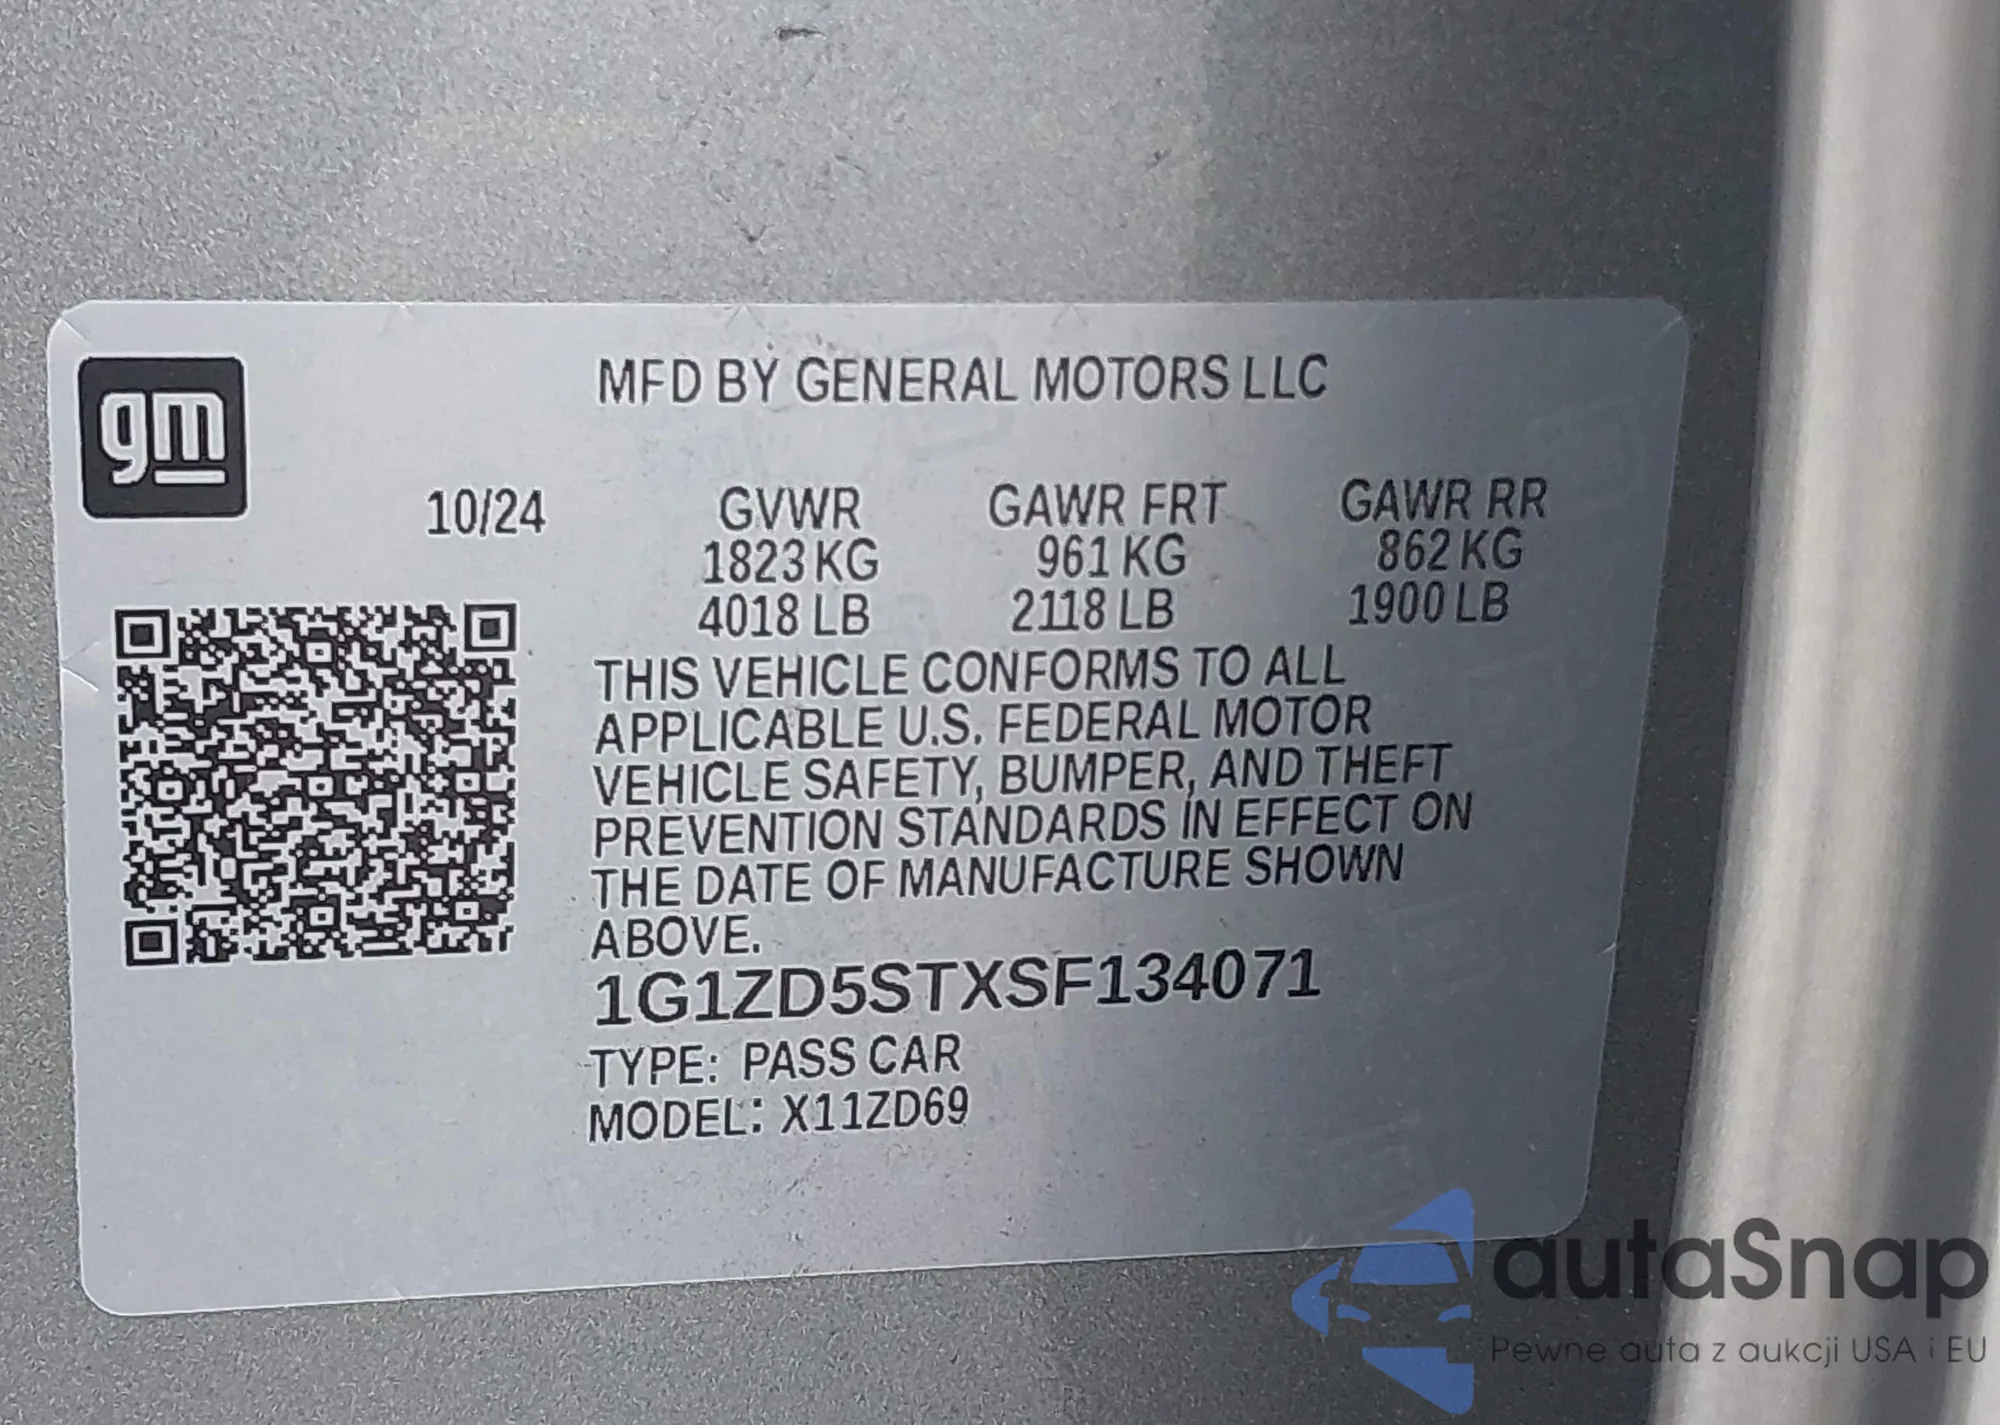 gm
MFD BY GENERAL MOTORS LLC
10/24 GVWR GAWR FRT GAWR RR
1823 KG 961 KG 862 KG
4018 LB 2118 LB 1900 LB
THIS VEHICLE CONFORMS TO ALL
APPLICABLE U.S. FEDERAL MOTOR
VEHICLE SAFETY, BUMPER, AND THEFT
PREVENTION STANDARDS IN EFFECT ON
THE DATE OF MANUFACTURE SHOWN
ABOVE.
1G1ZD5STXSF134071
TYPE: PASS CAR
MODEL: X11ZD69
autaSnap
Pewne auta z aukcji USA i EU